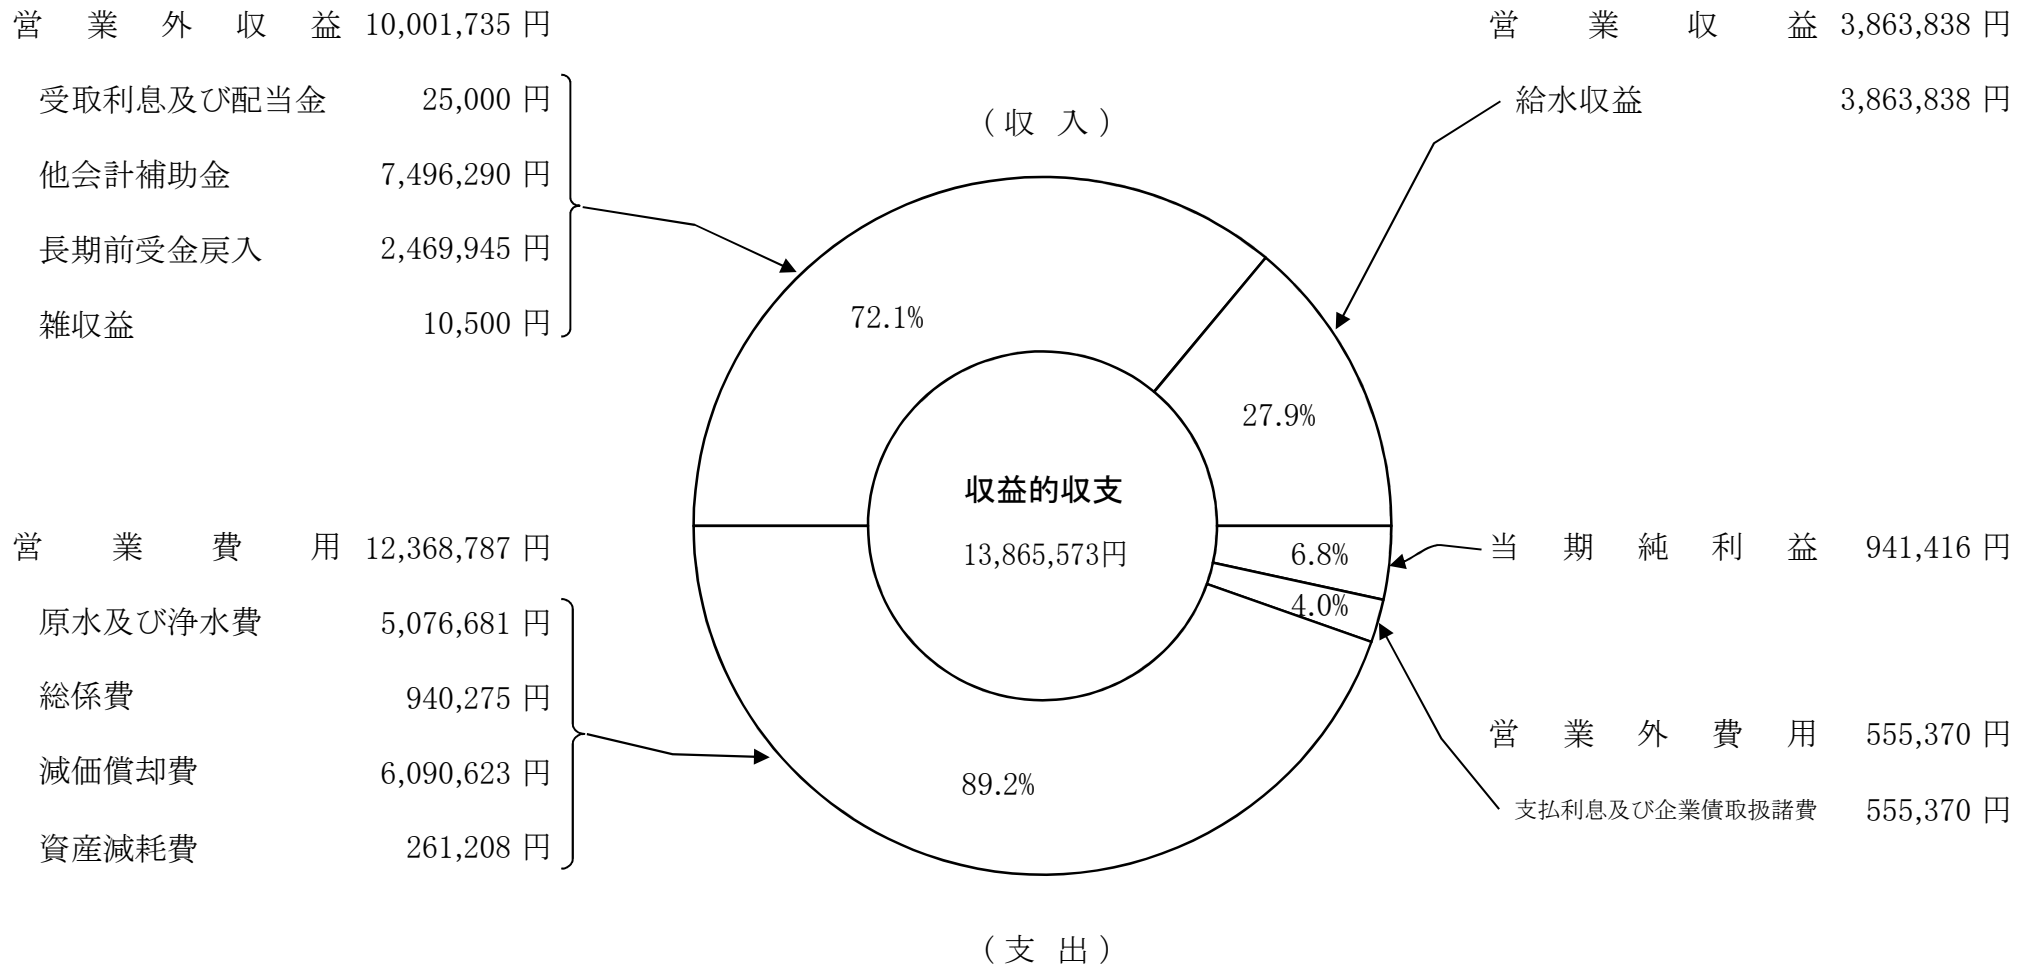 営業外収益 10,001,735 円
受取利息及び配当金 25,000 円
他会計補助金 7,496,290 円
長期前受金戻入 2,469,945 円
雑収益 10,500 円
営業収益 3,863,838 円
給水収益 3,863,838 円
(収入)
72.1%
27.9%
収益的収支
13,865,573円
6.8%
4.0%
89.2%
営業費用 12,368,787 円
原水及び浄水費 5,076,681 円
総係費 940,275 円
減価償却費 6,090,623 円
資産減耗費 261,208 円
当期純利益 941,416 円
営業外費用 555,370 円
支払利息及び企業債取扱諸費 555,370 円
(支出)